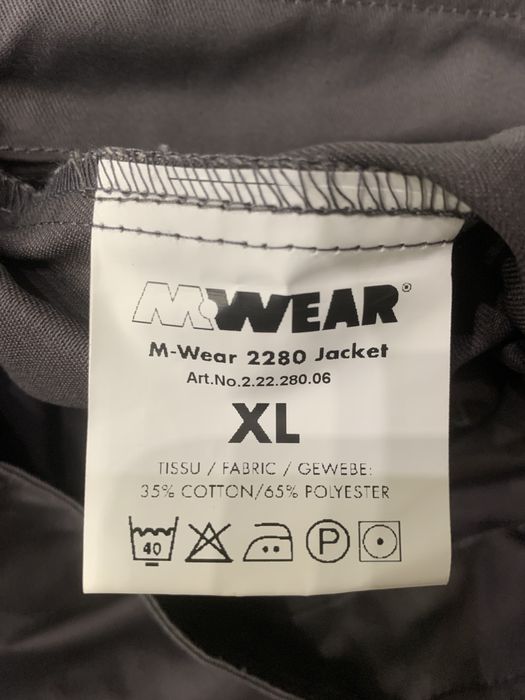 M-WEAR®
M-Wear 2280 Jacket
Art.No.2.22.280.06
XL
TISSU / FABRIC / GEWEBE:
35% COTTON/65% POLYESTER
40 P